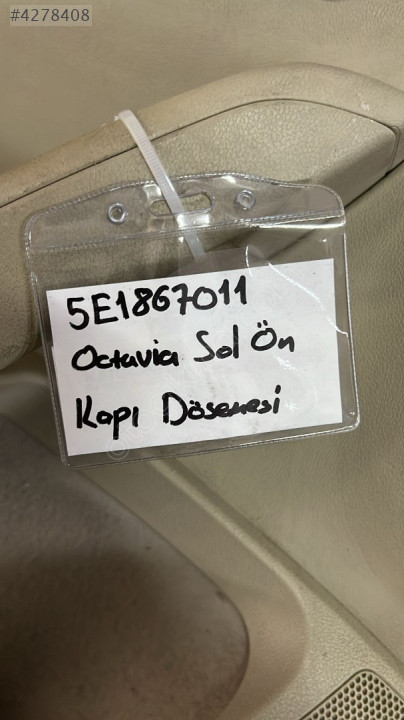 #4278408
5E1867011
Octavia Sol Ön
Kapı Dösemesi